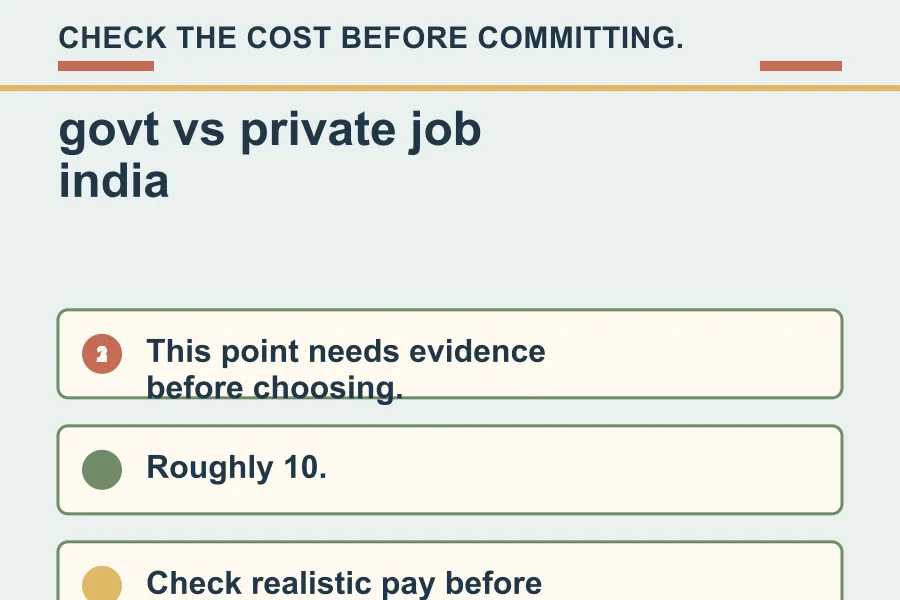 CHECK THE COST BEFORE COMMITTING.
govt vs private job
india
This point needs evidence
before choosing.
Roughly 10.
Check realistic pay before